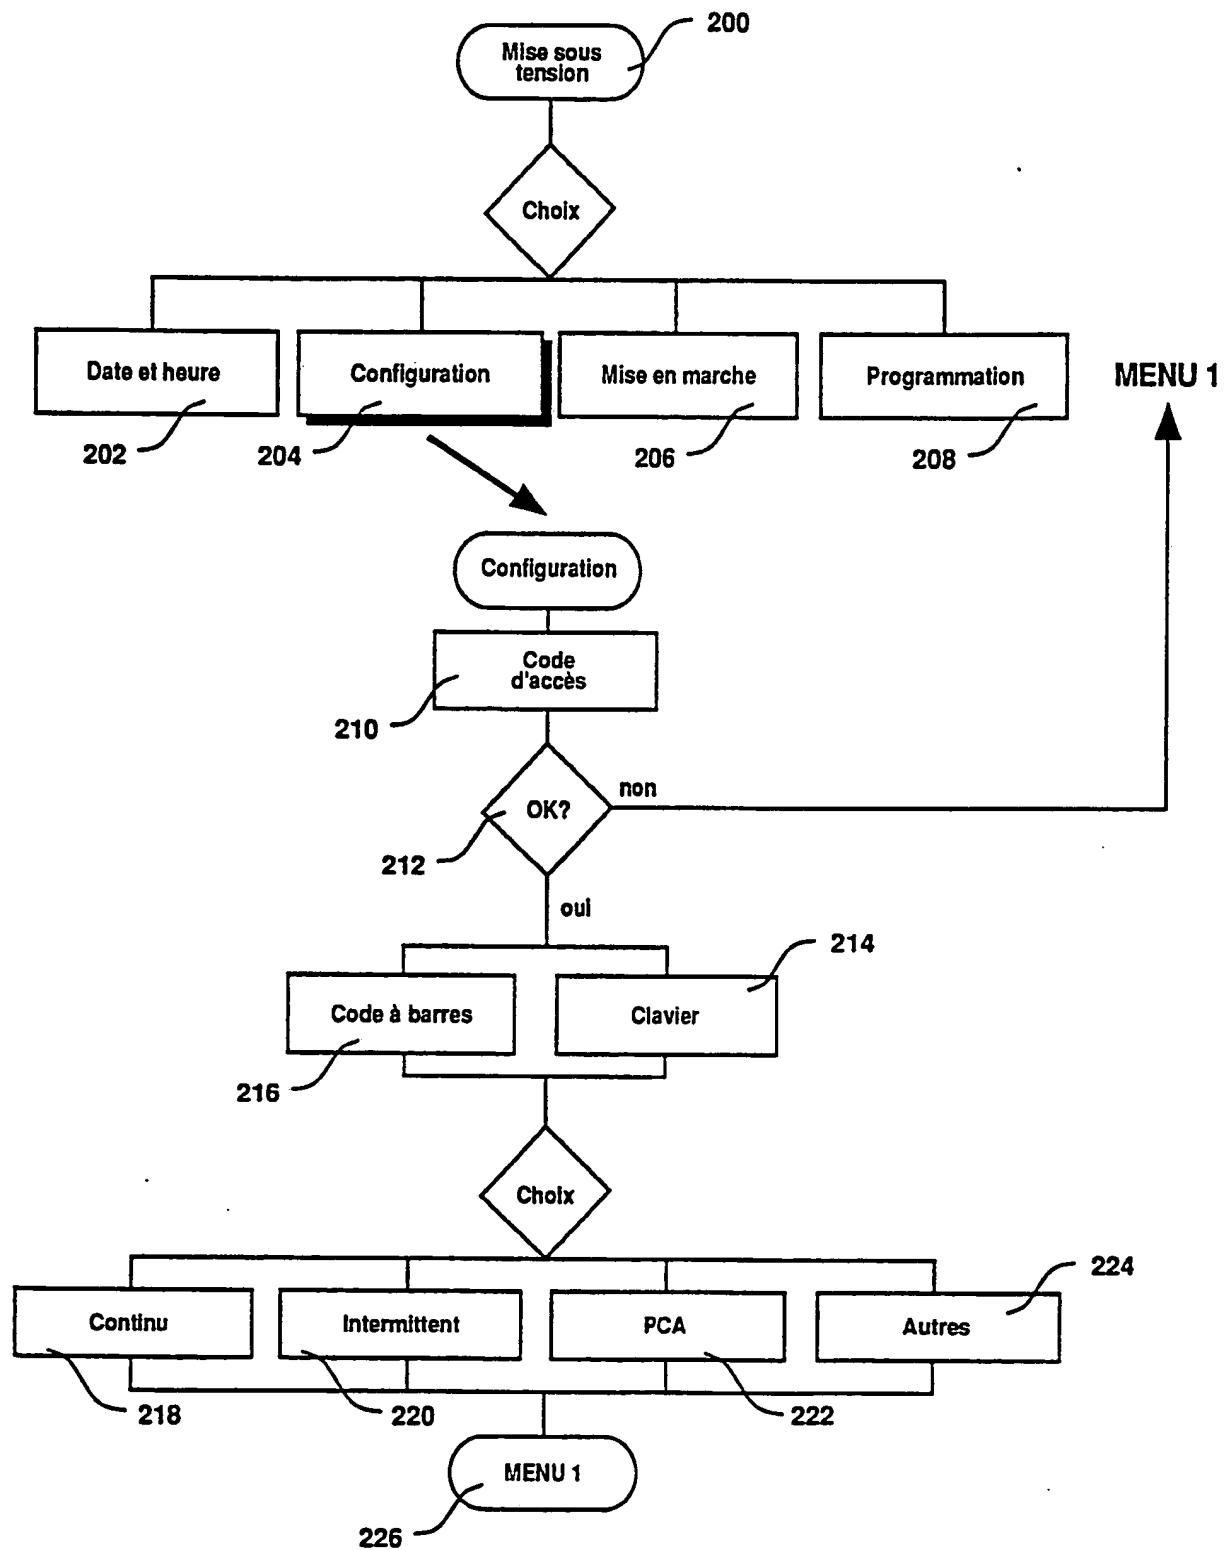 200
Mise sous
tension
Choix
Date et heure
Configuration
Mise en marche
Programmation
MENU 1
202
204
206
208
Configuration
Code
d'accès
210
OK?
non
212
oui
214
Code à barres
Clavier
216
Choix
224
Continu
Intermittent
PCA
Autres
218
220
222
MENU 1
226